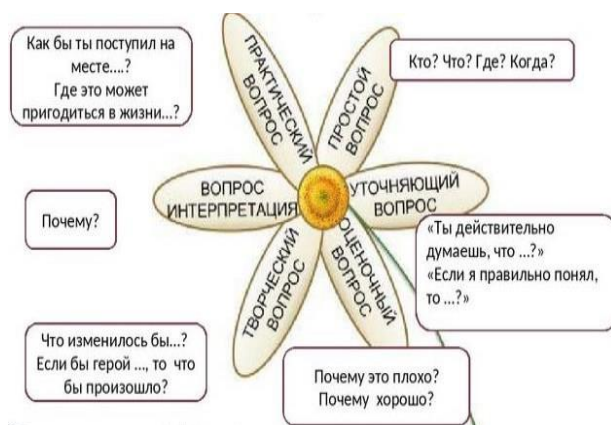 Как бы ты поступил на
месте....?
Где это может
пригодиться в жизни...?
ПРАКТИЧЕСКИЙ
ВОПРОС
ПРОСТОЙ
ВОПРОС
Кто? Что? Где? Когда?
Почему?
ВОПРОС
ИНТЕРПРЕТАЦИЯ
УТОЧНЯЮЩИЙ
ВОПРОС
«Ты действительно
думаешь, что ...?»
«Если я правильно понял,
то ...?»
ТВОРЧЕСКИЙ
ВОПРОС
ОЦЕНОЧНЫЙ
ВОПРОС
Что изменилось бы...?
Если бы герой ..., то что
бы произошло?
Почему это плохо?
Почему хорошо?